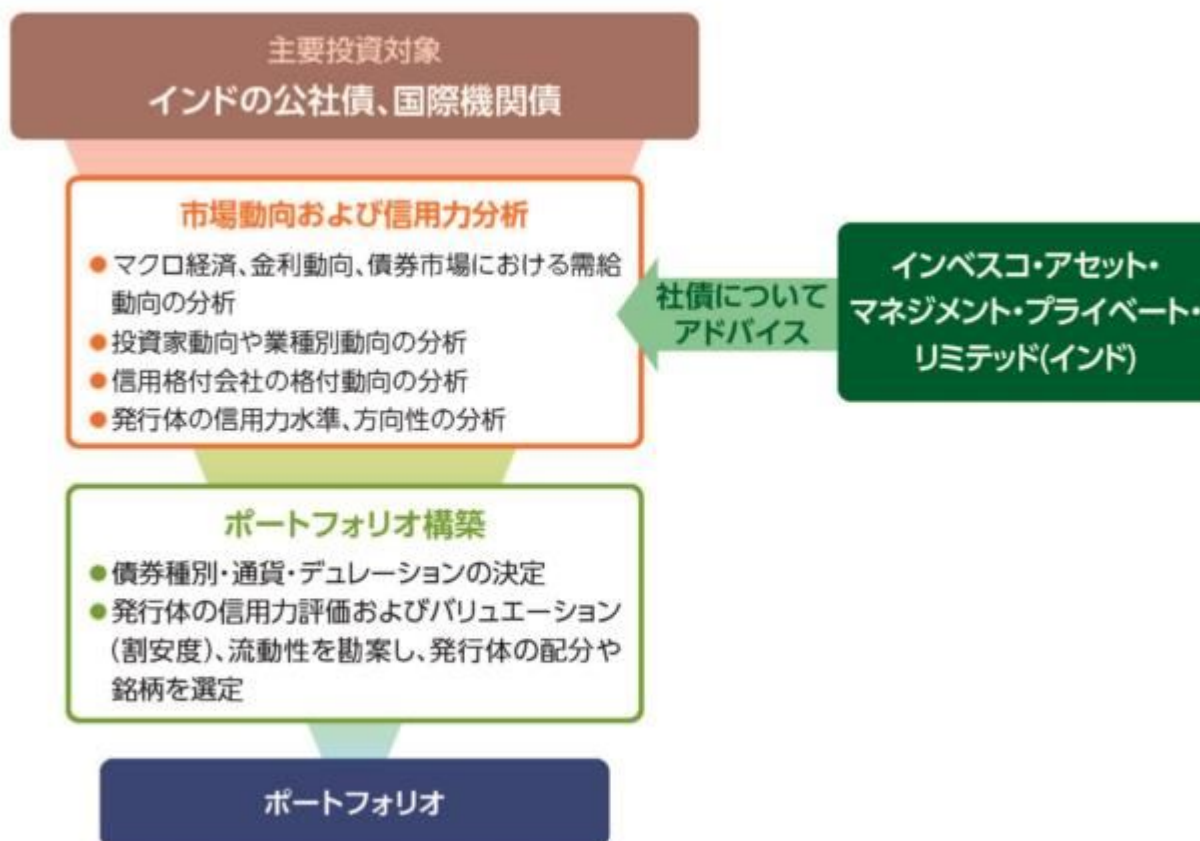 主要投資対象
インドの公社債、国際機関債
市場動向および信用力分析
●マクロ経済、金利動向、債券市場における需給
動向の分析
●投資家動向や業種別動向の分析
●信用格付会社の格付動向の分析
●発行体の信用力水準、方向性の分析
社債について
アドバイス
インベスコ・アセット・
マネジメント・プライベート・
リミテッド(インド)
ポートフォリオ構築
●債券種別・通貨・デュレーションの決定
●発行体の信用力評価およびバリュエーション
(割安度)、流動性を勘案し、発行体の配分や
銘柄を選定
ポートフォリオ